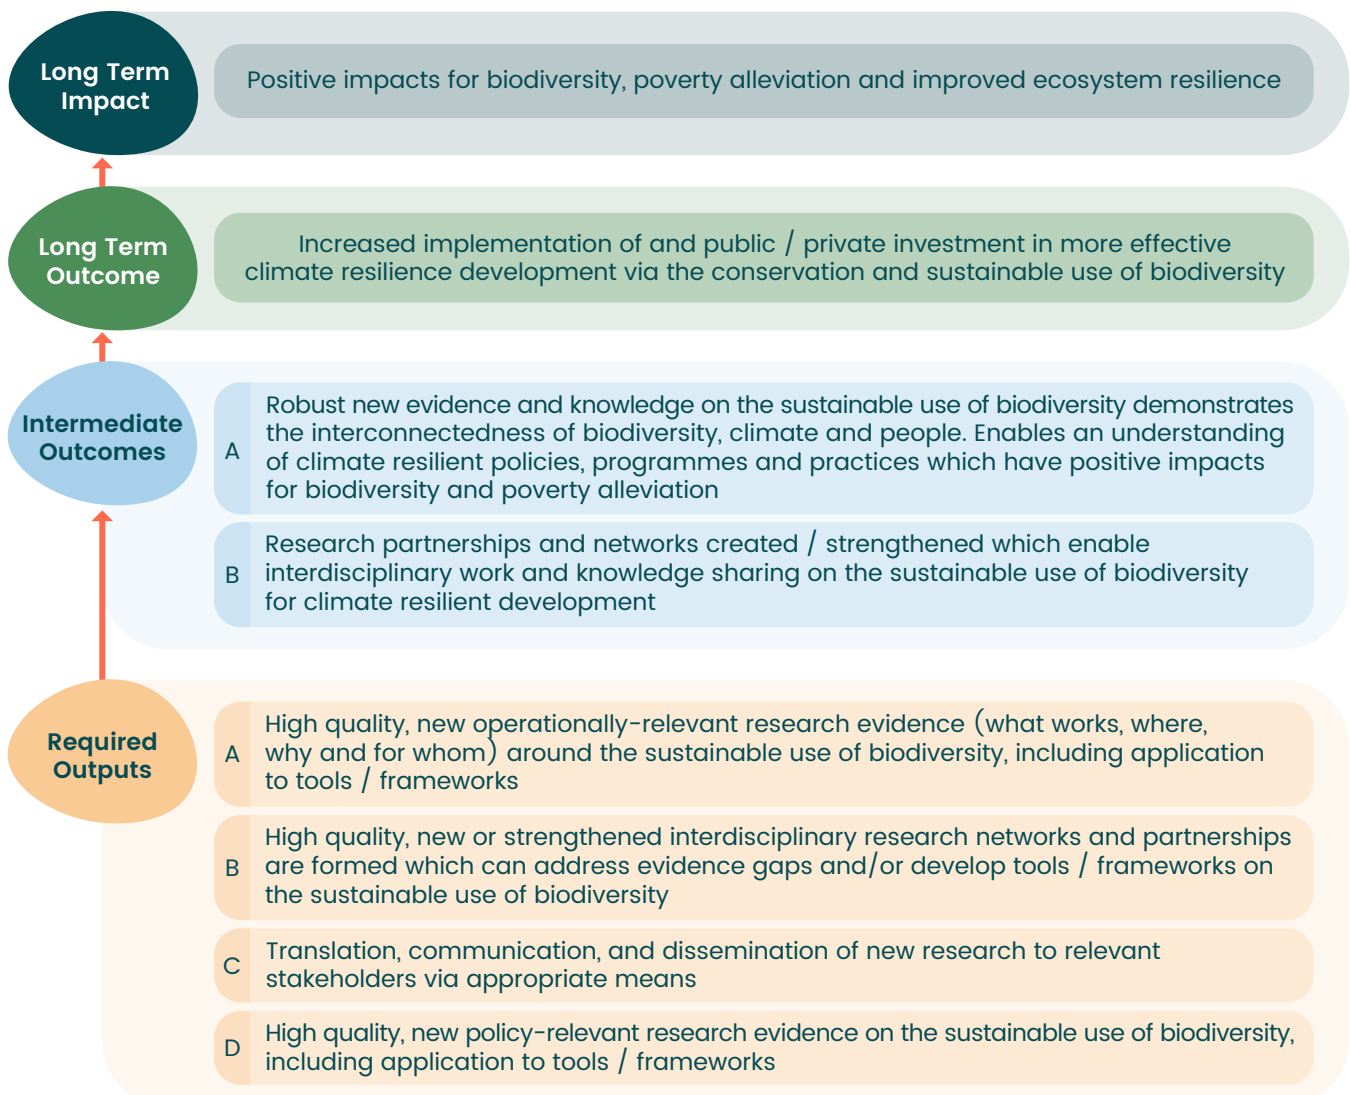 Long Term
Impact
Positive impacts for biodiversity, poverty alleviation and improved ecosystem resilience
Long Term
Outcome
Increased implementation of and public / private investment in more effective
climate resilience development via the conservation and sustainable use of biodiversity
Intermediate
Outcomes
A
Robust new evidence and knowledge on the sustainable use of biodiversity demonstrates
the interconnectedness of biodiversity, climate and people. Enables an understanding
of climate resilient policies, programmes and practices which have positive impacts
for biodiversity and poverty alleviation
B
Research partnerships and networks created / strengthened which enable
interdisciplinary work and knowledge sharing on the sustainable use of biodiversity
for climate resilient development
Required
Outputs
A
High quality, new operationally-relevant research evidence (what works, where,
why and for whom) around the sustainable use of biodiversity, including application
to tools / frameworks
B
High quality, new or strengthened interdisciplinary research networks and partnerships
are formed which can address evidence gaps and/or develop tools / frameworks on
the sustainable use of biodiversity
C
Translation, communication, and dissemination of new research to relevant
stakeholders via appropriate means
D
High quality, new policy-relevant research evidence on the sustainable use of biodiversity,
including application to tools / frameworks